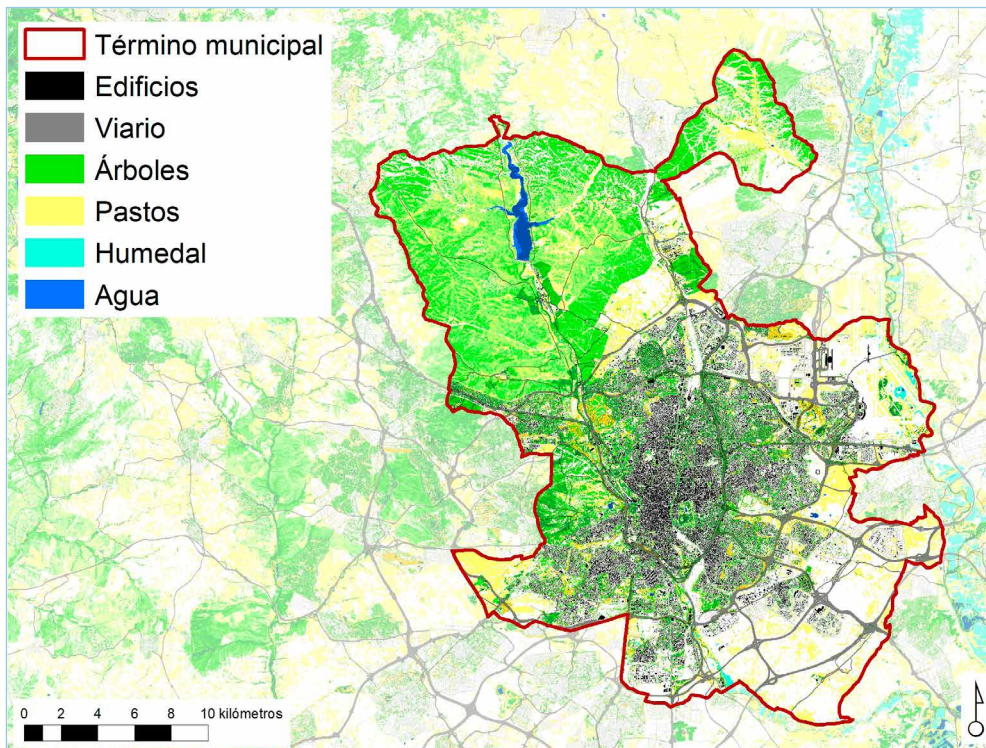 Término municipal
Edificios
Viario
Árboles
Pastos
Humedal
Agua
0 2 4 6 8 10 kilómetros